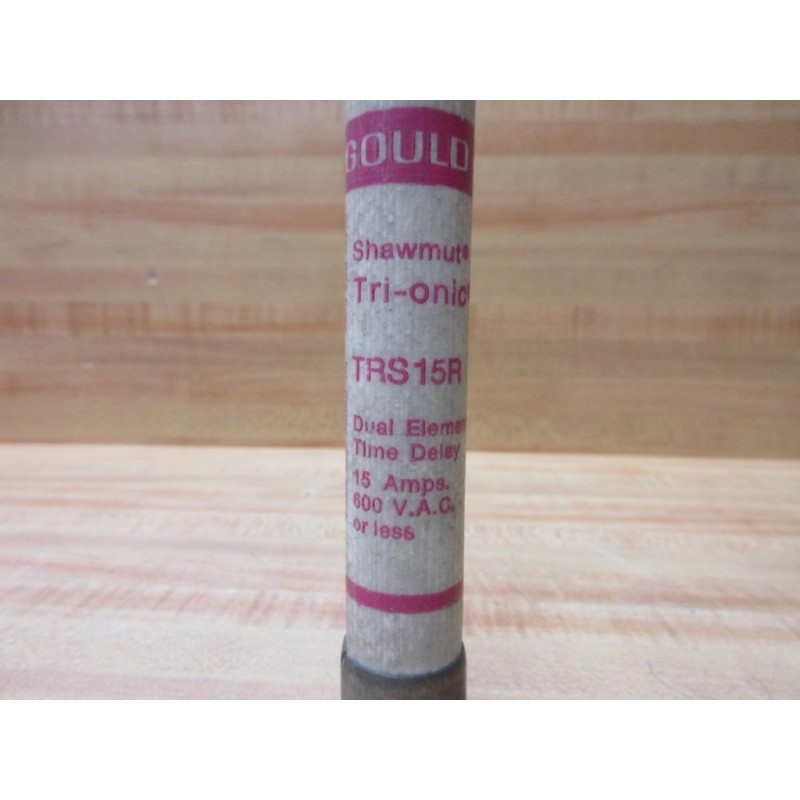 GOULD
Shawmut®
Tri-onic®
TRS15R
Dual Elemen
Time Delay
15 Amps.
600 V.A.C.
or less